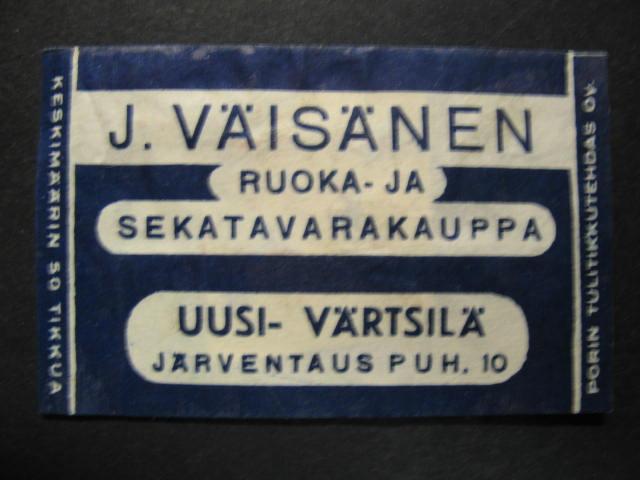 KESKIMÄÄRIN 50 TIKKUA
J. VÄISÄNEN
RUOKA- JA
SEKATAVARAKAUPPA
UUSI- VÄRTSILÄ
JÄRVENTAUS PUH. 10
PORIN TULITIKKUTEHDAS OY.